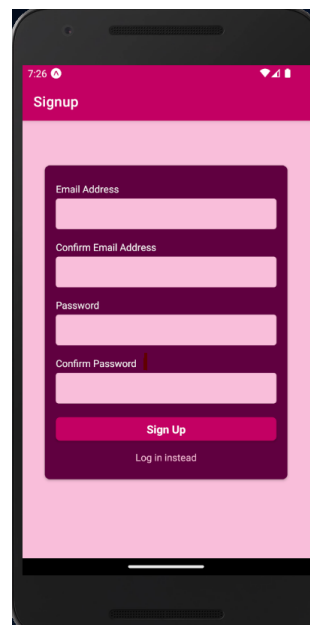 7:26
Signup
Email Address
Confirm Email Address
Password
Confirm Password
Sign Up
Log in instead